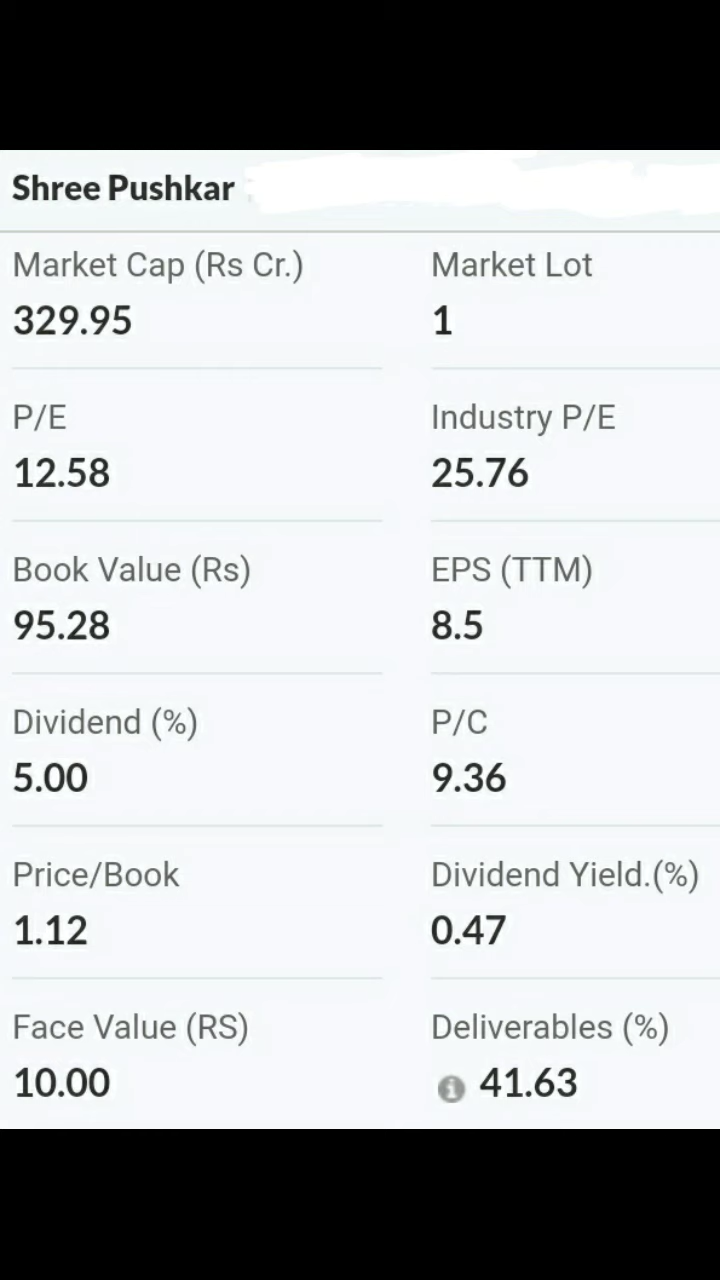 Shree Pushkar
Market Cap (Rs Cr.)
329.95
Market Lot
1
P/E
12.58
Industry P/E
25.76
Book Value (Rs)
95.28
EPS (TTM)
8.5
Dividend (%)
5.00
P/C
9.36
Price/Book
1.12
Dividend Yield.(%)
0.47
Face Value (RS)
10.00
Deliverables (%)
41.63